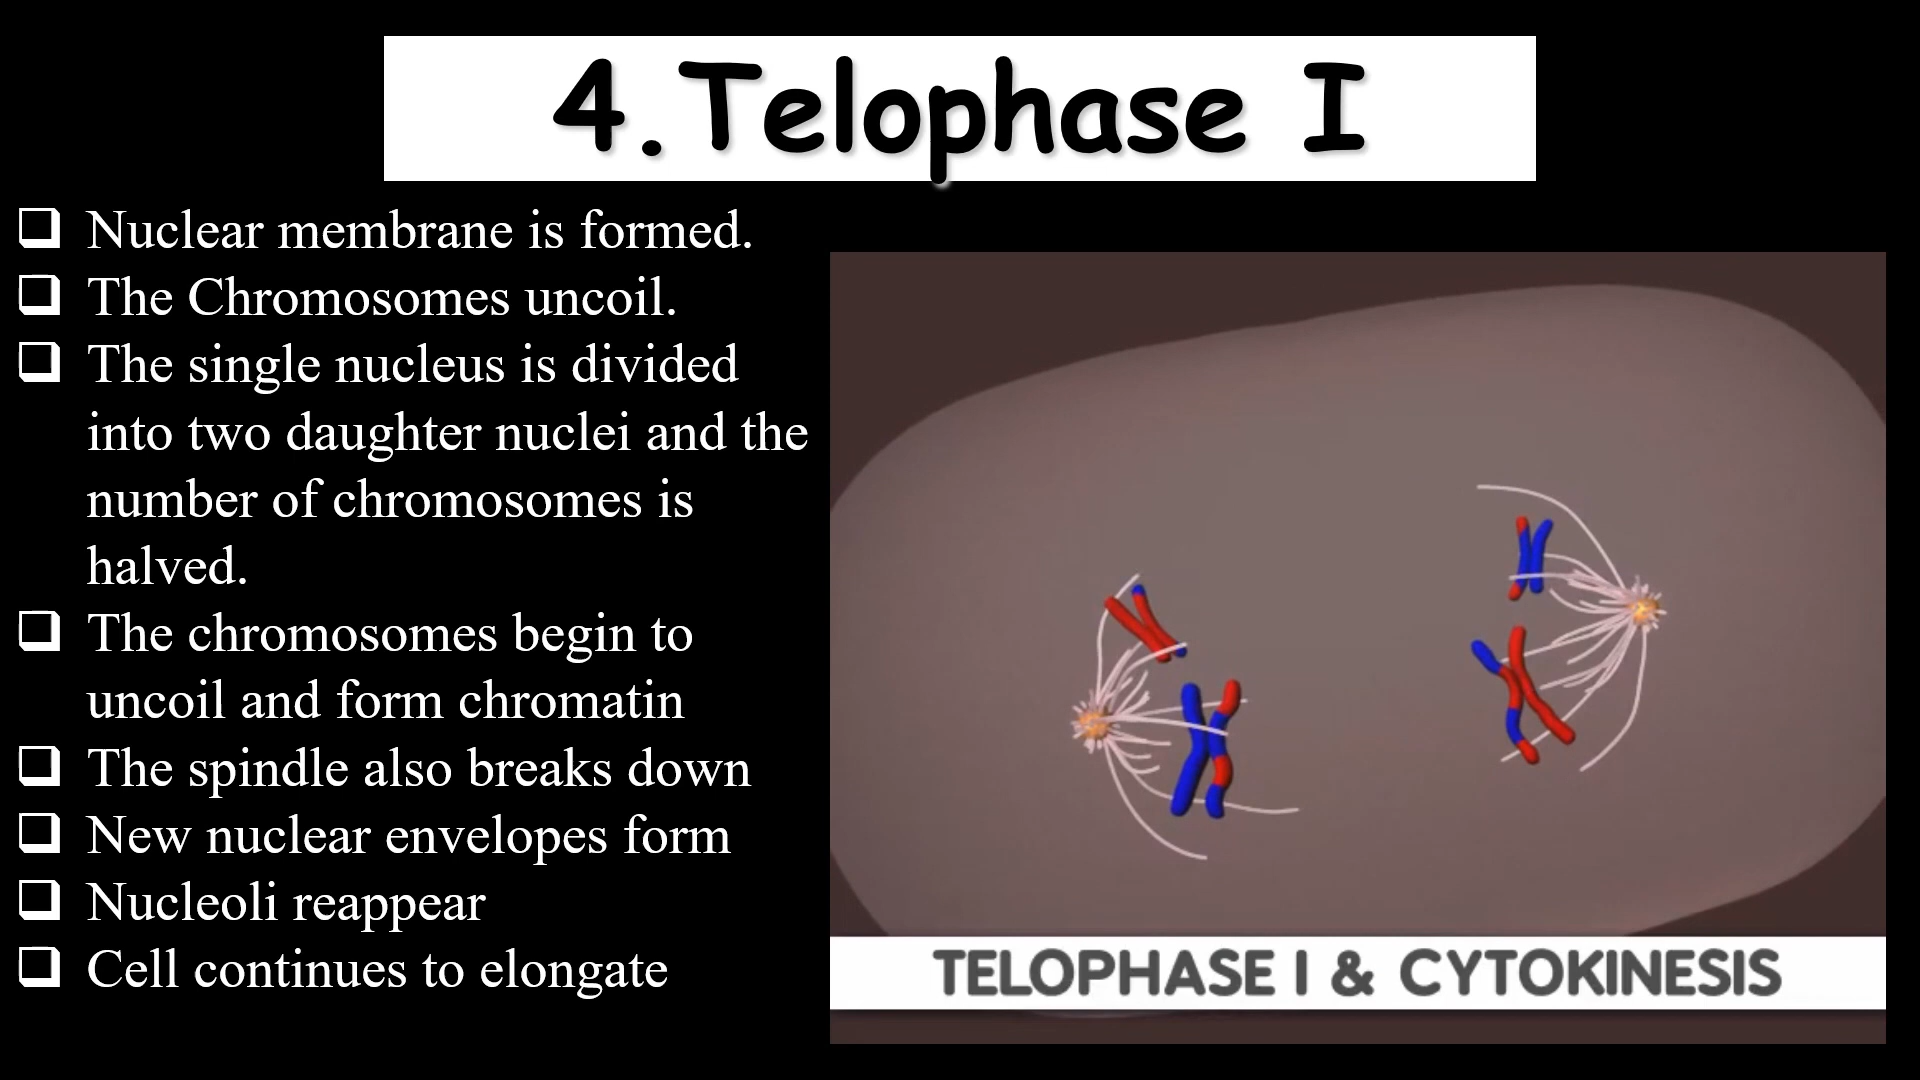 4.Telophase I
❑ Nuclear membrane is formed.
❑ The Chromosomes uncoil.
❑ The single nucleus is divided
into two daughter nuclei and the
number of chromosomes is
halved.
❑ The chromosomes begin to
uncoil and form chromatin
❑ The spindle also breaks down
❑ New nuclear envelopes form
❑ Nucleoli reappear
❑ Cell continues to elongate
TELOPHASE I & CYTOKINESIS